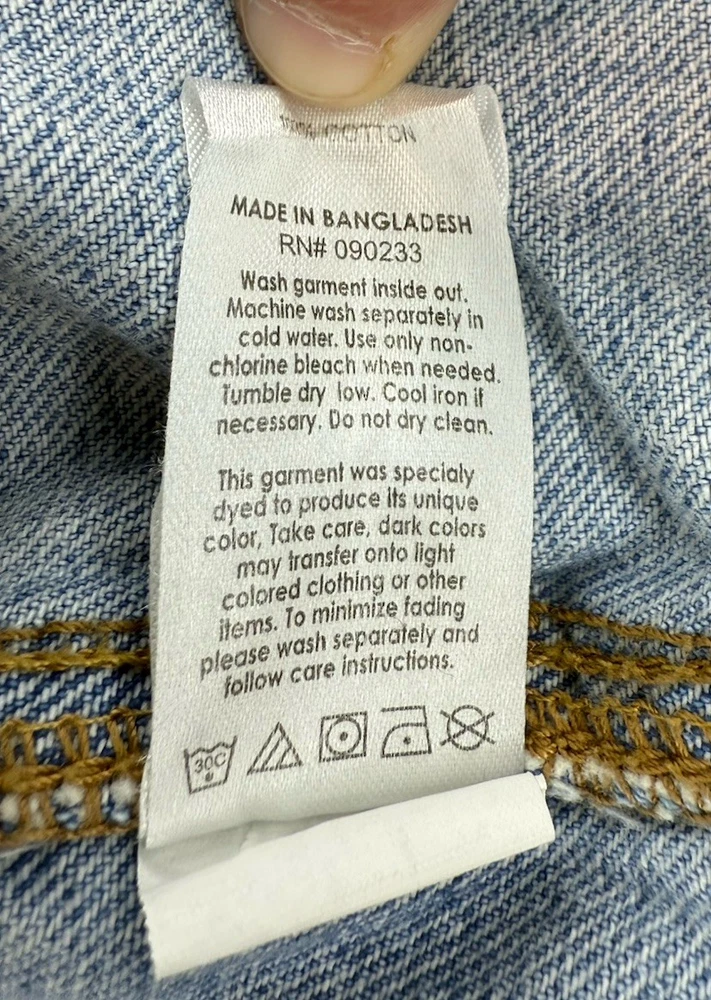 100% COTTON
MADE IN BANGLADESH
RN# 090233
Wash garment inside out.
Machine wash separately in
cold water. Use only non-
chlorine bleach when needed.
Tumble dry low. Cool iron if
necessary. Do not dry clean.
This garment was specialy
dyed to produce its unique
color, Take care, dark colors
may transfer onto light
colored clothing or other
items. To minimize fading
please wash separately and
follow care instructions.
30C